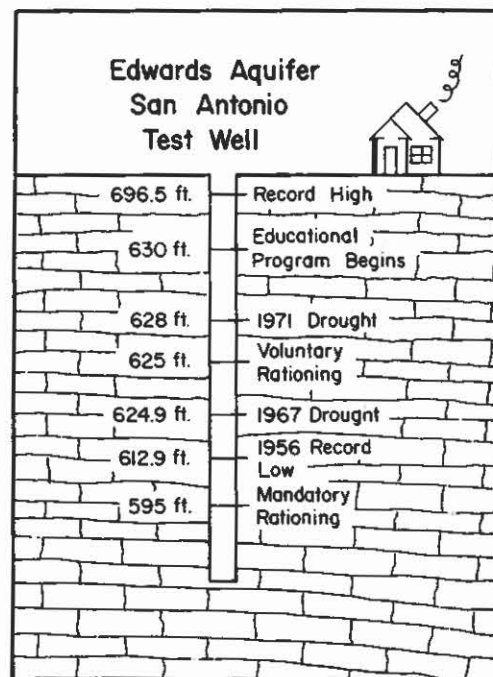 Edwards Aquifer
San Antonio
Test Well
696.5 ft.
Record High
630 ft.
Educational
Program Begins
628 ft.
1971 Drought
625 ft.
Voluntary
Rationing
624.9 ft.
1967 Drought
612.9 ft.
1956 Record
Low
595 ft.
Mandatory
Rationing